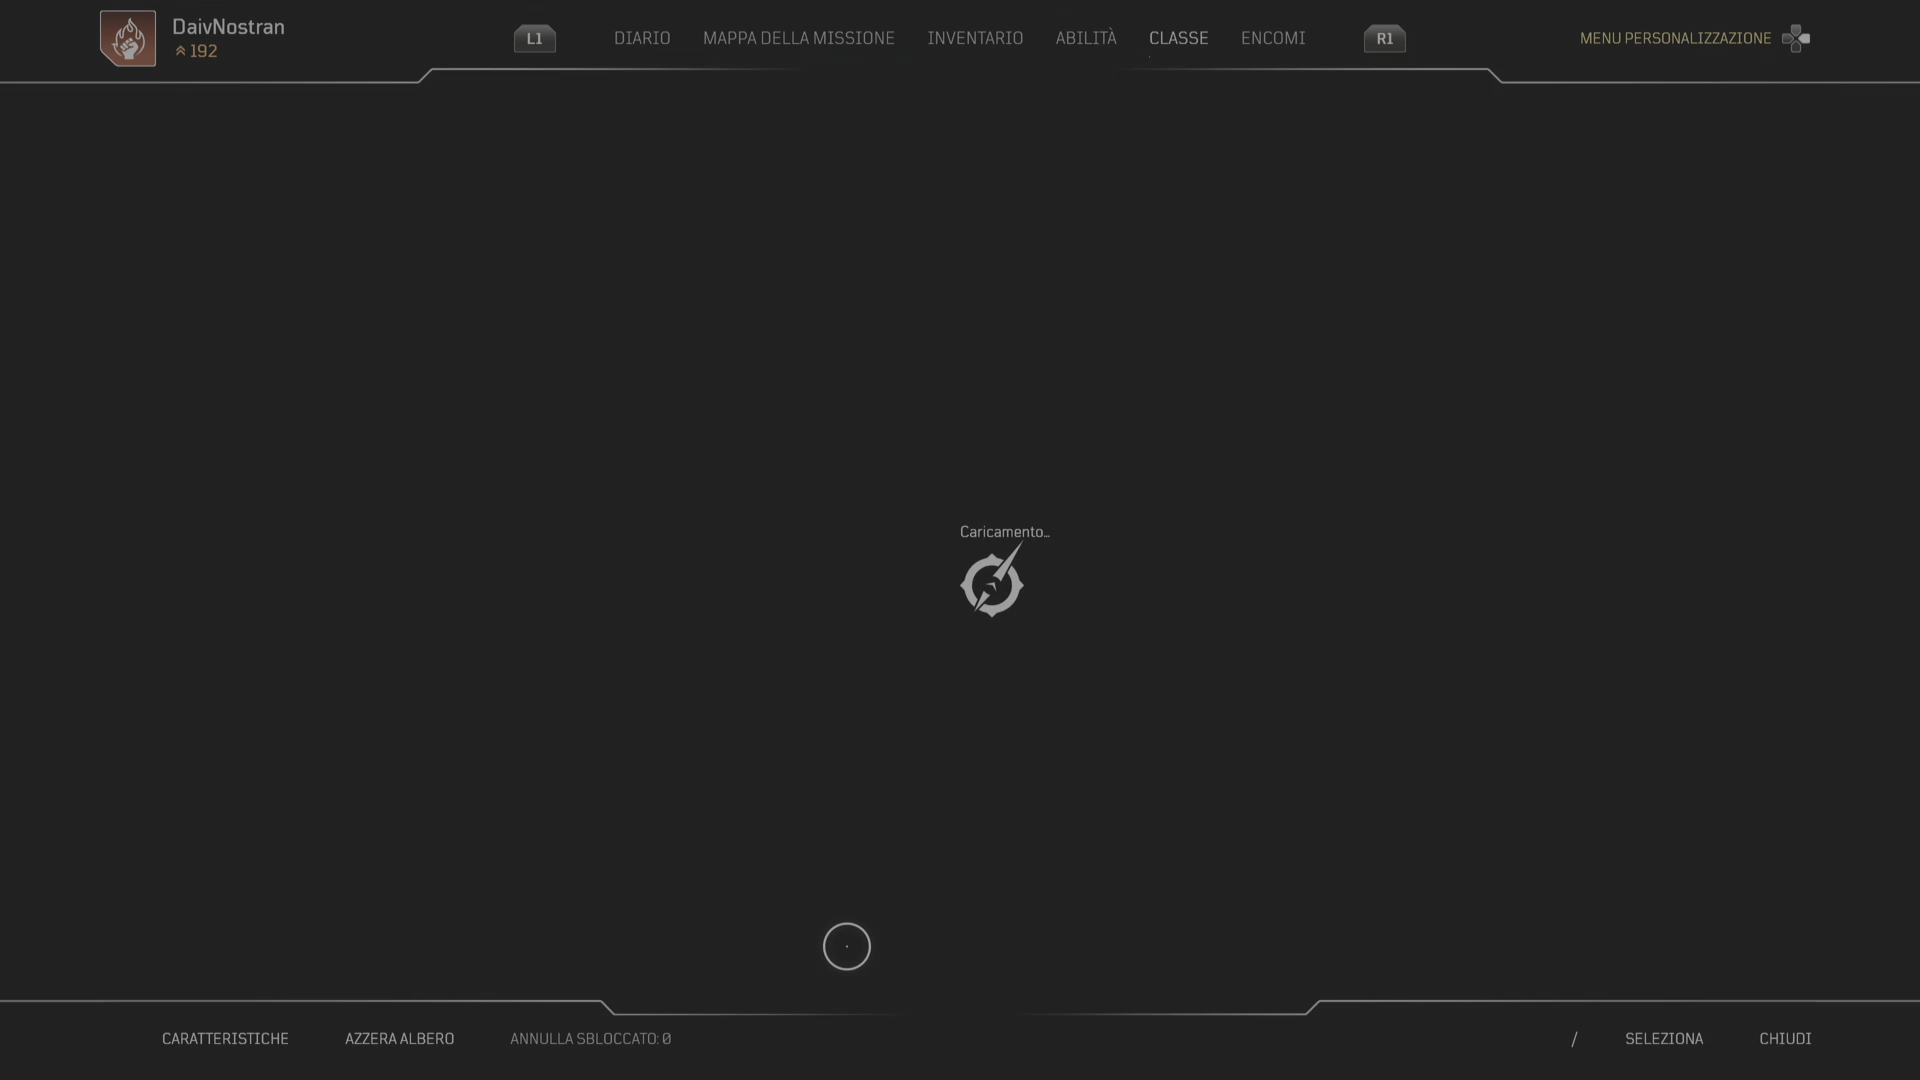 DaivNostran
192
L1
DIARIO
MAPPA DELLA MISSIONE
INVENTARIO
ABILITÀ
CLASSE
ENCOMI
R1
MENU PERSONALIZZAZIONE
Caricamento...
CARATTERISTICHE
AZZERA ALBERO
ANNULLA SBLOCCATO: 0
/
SELEZIONA
CHIUDI